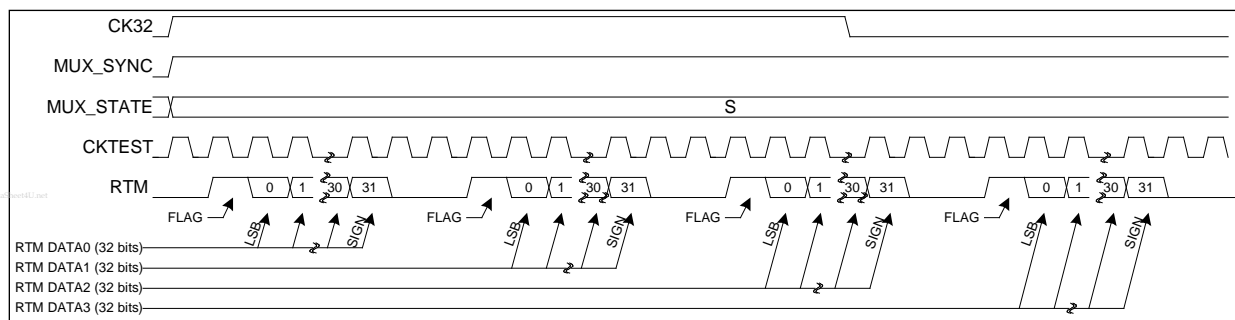 CK32
MUX_SYNC
MUX_STATE
S
CKTEST
RTM
0 1 30 31
0 1 30 31
0 1 30 31
0 1 30 31
FLAG
FLAG
FLAG
FLAG
LSB SIGN
LSB SIGN
LSB SIGN
LSB SIGN
RTM DATA0 (32 bits)
RTM DATA1 (32 bits)
RTM DATA2 (32 bits)
RTM DATA3 (32 bits)